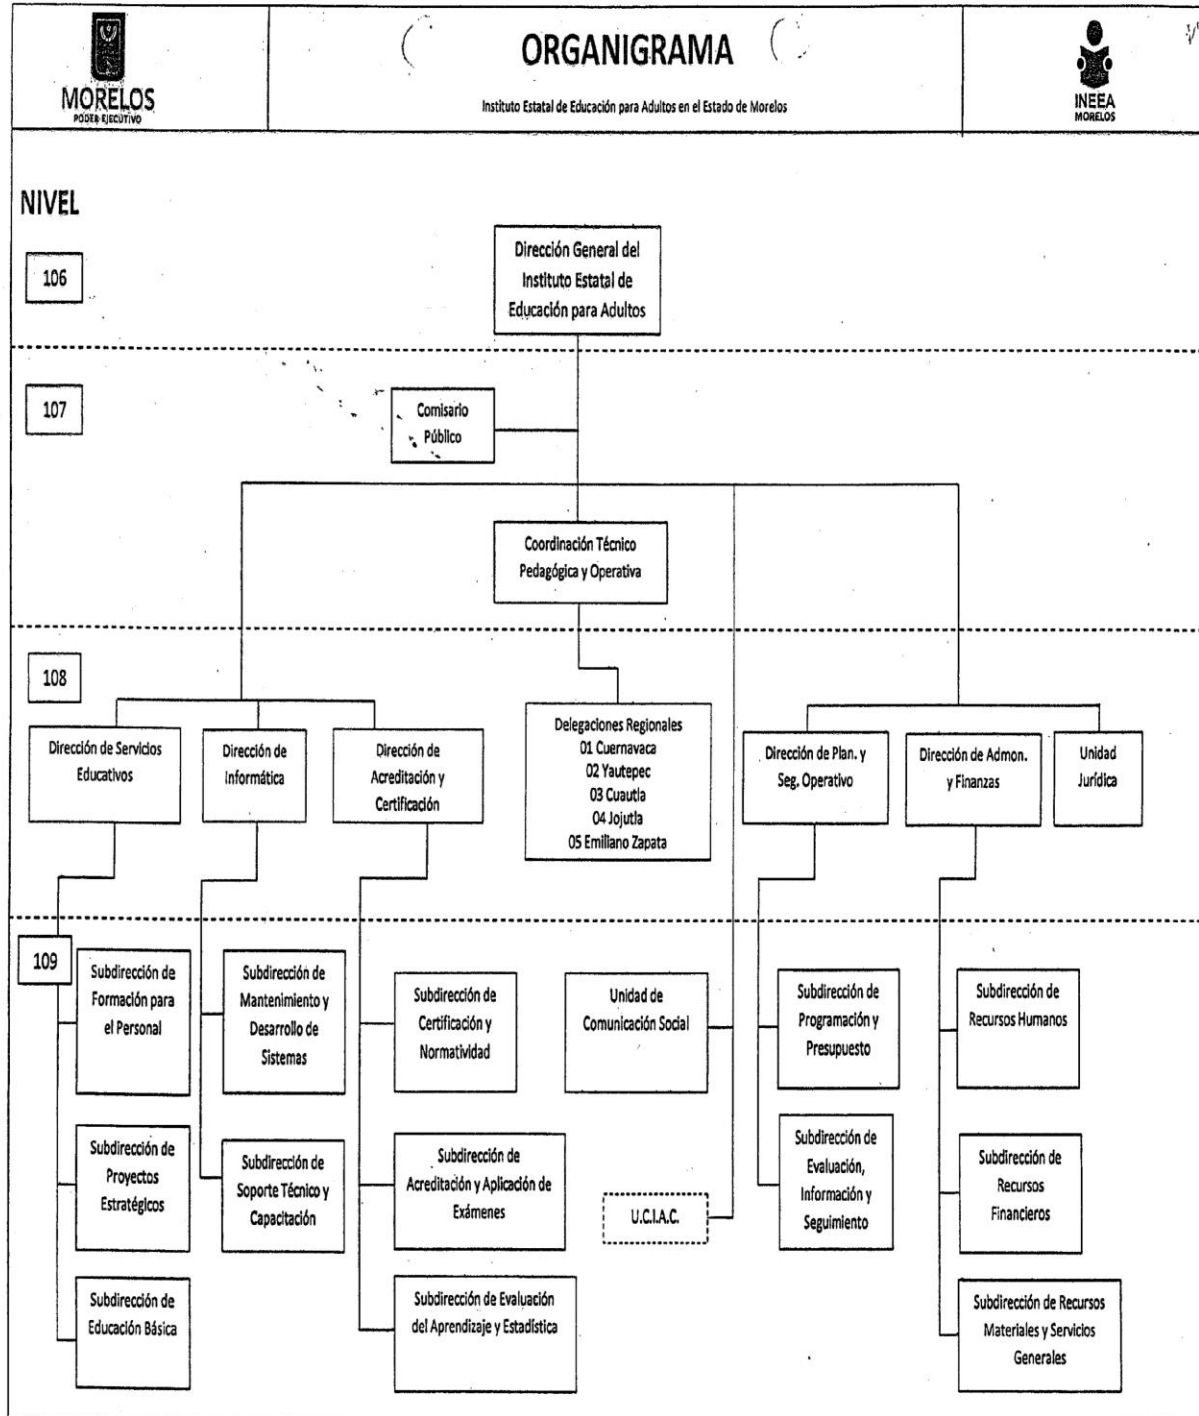 MORELOS
PODER EJECUTIVO
ORGANIGRAMA
Instituto Estatal de Educación para Adultos en el Estado de Morelos
INEEA
MORELOS
NIVEL
106
Dirección General del
Instituto Estatal de
Educación para Adultos
107
Comisario
Público
Coordinación Técnico
Pedagógica y Operativa
108
Dirección de Servicios
Educativos
Dirección de
Informática
Dirección de
Acreditación y
Certificación
Delegaciones Regionales
01 Cuernavaca
02 Yautepec
03 Cuautla
04 Jojutla
05 Emiliano Zapata
Dirección de Plan. y
Seg. Operativo
Dirección de Admon.
y Finanzas
Unidad
Jurídica
109
Subdirección de
Formación para
el Personal
Subdirección de
Mantenimiento y
Desarrollo de
Sistemas
Subdirección de
Certificación y
Normatividad
Unidad de
Comunicación Social
Subdirección de
Programación y
Presupuesto
Subdirección de
Recursos Humanos
Subdirección de
Proyectos
Estratégicos
Subdirección de
Soporte Técnico y
Capacitación
Subdirección de
Acreditación y Aplicación de
Exámenes
U.C.I.A.C.
Subdirección de
Evaluación,
Información y
Seguimiento
Subdirección de
Recursos
Financieros
Subdirección de
Educación Básica
Subdirección de Evaluación
del Aprendizaje y Estadística
Subdirección de Recursos
Materiales y Servicios
Generales